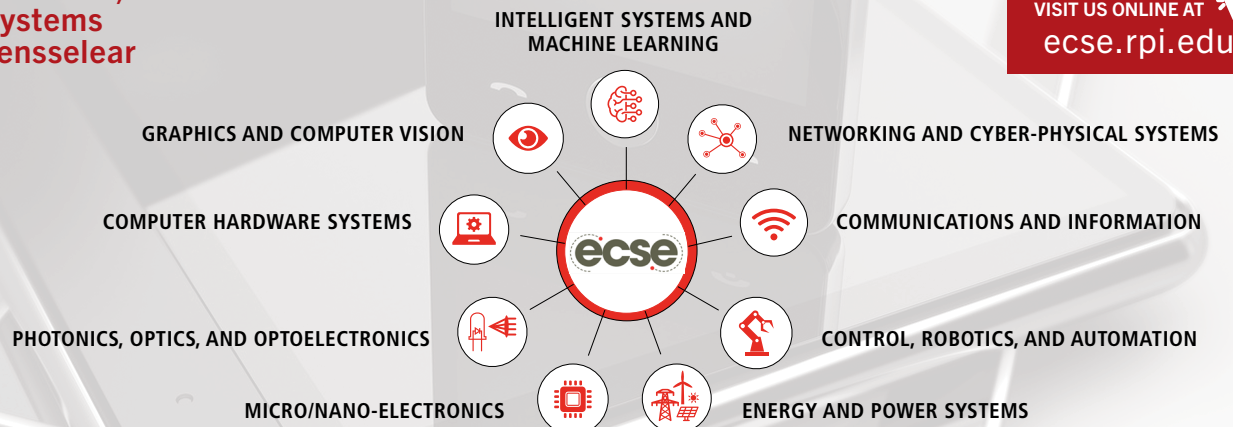 ystems
ensselear
INTELLIGENT SYSTEMS AND
MACHINE LEARNING
VISIT US ONLINE AT
ecse.rpi.edu
GRAPHICS AND COMPUTER VISION
NETWORKING AND CYBER-PHYSICAL SYSTEMS
COMPUTER HARDWARE SYSTEMS
ecse
COMMUNICATIONS AND INFORMATION
PHOTONICS, OPTICS, AND OPTOELECTRONICS
CONTROL, ROBOTICS, AND AUTOMATION
MICRO/NANO-ELECTRONICS
ENERGY AND POWER SYSTEMS